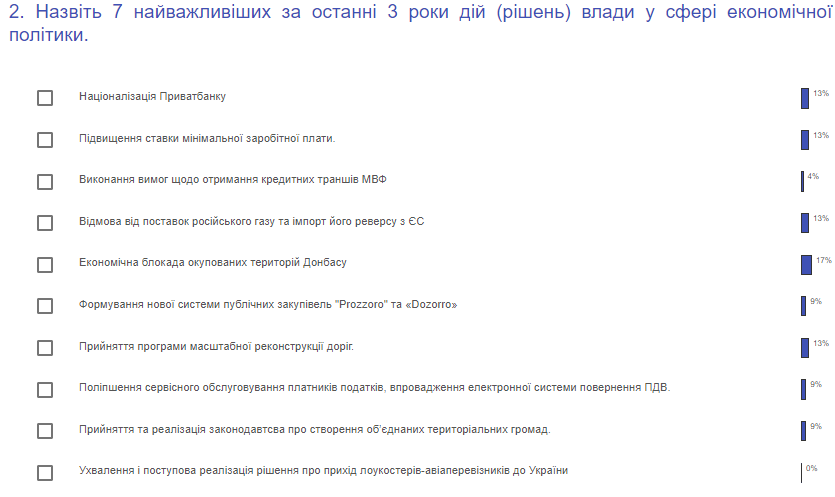 2. Назвіть 7 найважливіших за останні 3 роки дій (рішень) влади у сфері економічної
політики.
Націоналізація Приватбанку
13%
Підвищення ставки мінімальної заробітної плати.
13%
Виконання вимог щодо отримання кредитних траншів МВФ
4%
Відмова від поставок російського газу та імпорт його реверсу з ЄС
13%
Економічна блокада окупованих територій Донбасу
17%
Формування нової системи публічних закупівель "Prozzoro" та «Dozorro»
9%
Прийняття програми масштабної реконструкції доріг.
13%
Поліпшення сервісного обслуговування платників податків, впровадження електронної системи повернення ПДВ.
9%
Прийняття та реалізація законодавтсва про створення об'єднаних територіальних громад.
9%
Ухвалення і поступова реалізація рішення про прихід лоукостерів-авіаперевізників до України
0%